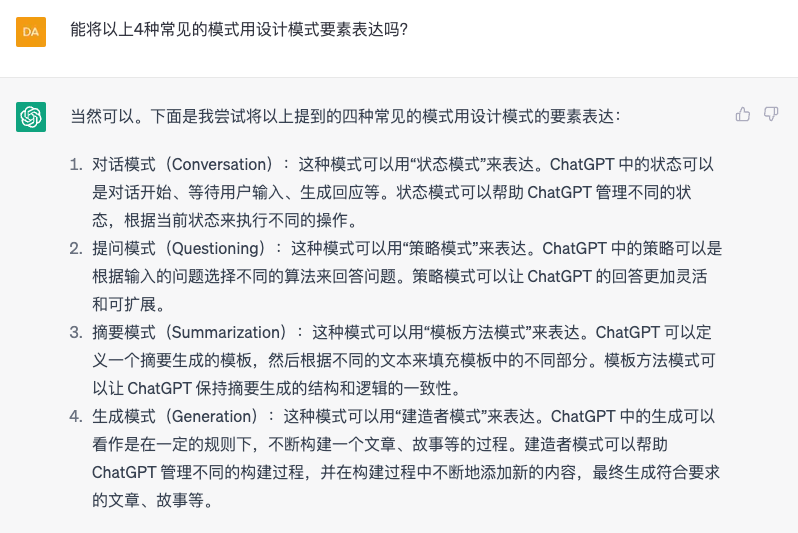 DA
能将以上4种常见的模式用设计模式要素表达吗？
当然可以。下面是我尝试将以上提到的四种常见的模式用设计模式的要素表达：
1. 对话模式（Conversation）：这种模式可以用“状态模式”来表达。ChatGPT 中的状态可以
是对话开始、等待用户输入、生成回应等。状态模式可以帮助 ChatGPT 管理不同的状
态，根据当前状态来执行不同的操作。
2. 提问模式（Questioning）：这种模式可以用“策略模式”来表达。ChatGPT 中的策略可以是
根据输入的问题选择不同的算法来回答问题。策略模式可以让 ChatGPT 的回答更加灵活
和可扩展。
3. 摘要模式（Summarization）：这种模式可以用“模板方法模式”来表达。ChatGPT 可以定
义一个摘要生成的模板，然后根据不同的文本来填充模板中的不同部分。模板方法模式可
以让 ChatGPT 保持摘要生成的结构和逻辑的一致性。
4. 生成模式（Generation）：这种模式可以用“建造者模式”来表达。ChatGPT 中的生成可以
看作是在一定的规则下，不断构建一个文章、故事等的过程。建造者模式可以帮助
ChatGPT 管理不同的构建过程，并在构建过程中不断地添加新的内容，最终生成符合要求
的文章、故事等。